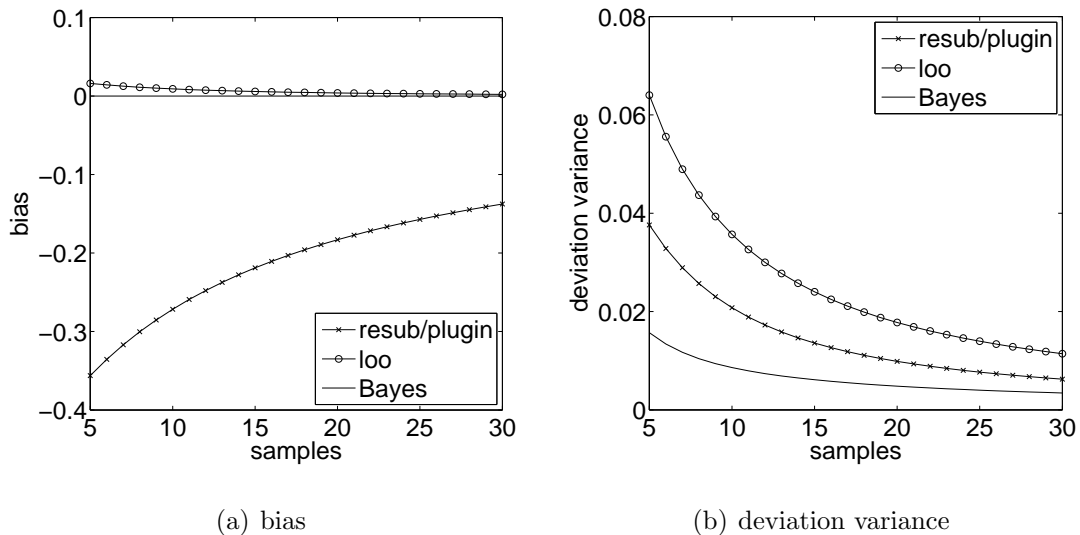 0.1
0
−0.1
−0.2
−0.3
−0.4
5 10 15 20 25 30
samples
bias
resub/plugin
loo
Bayes
(a) bias
0.08
0.06
0.04
0.02
0
5 10 15 20 25 30
samples
deviation variance
resub/plugin
loo
Bayes
(b) deviation variance